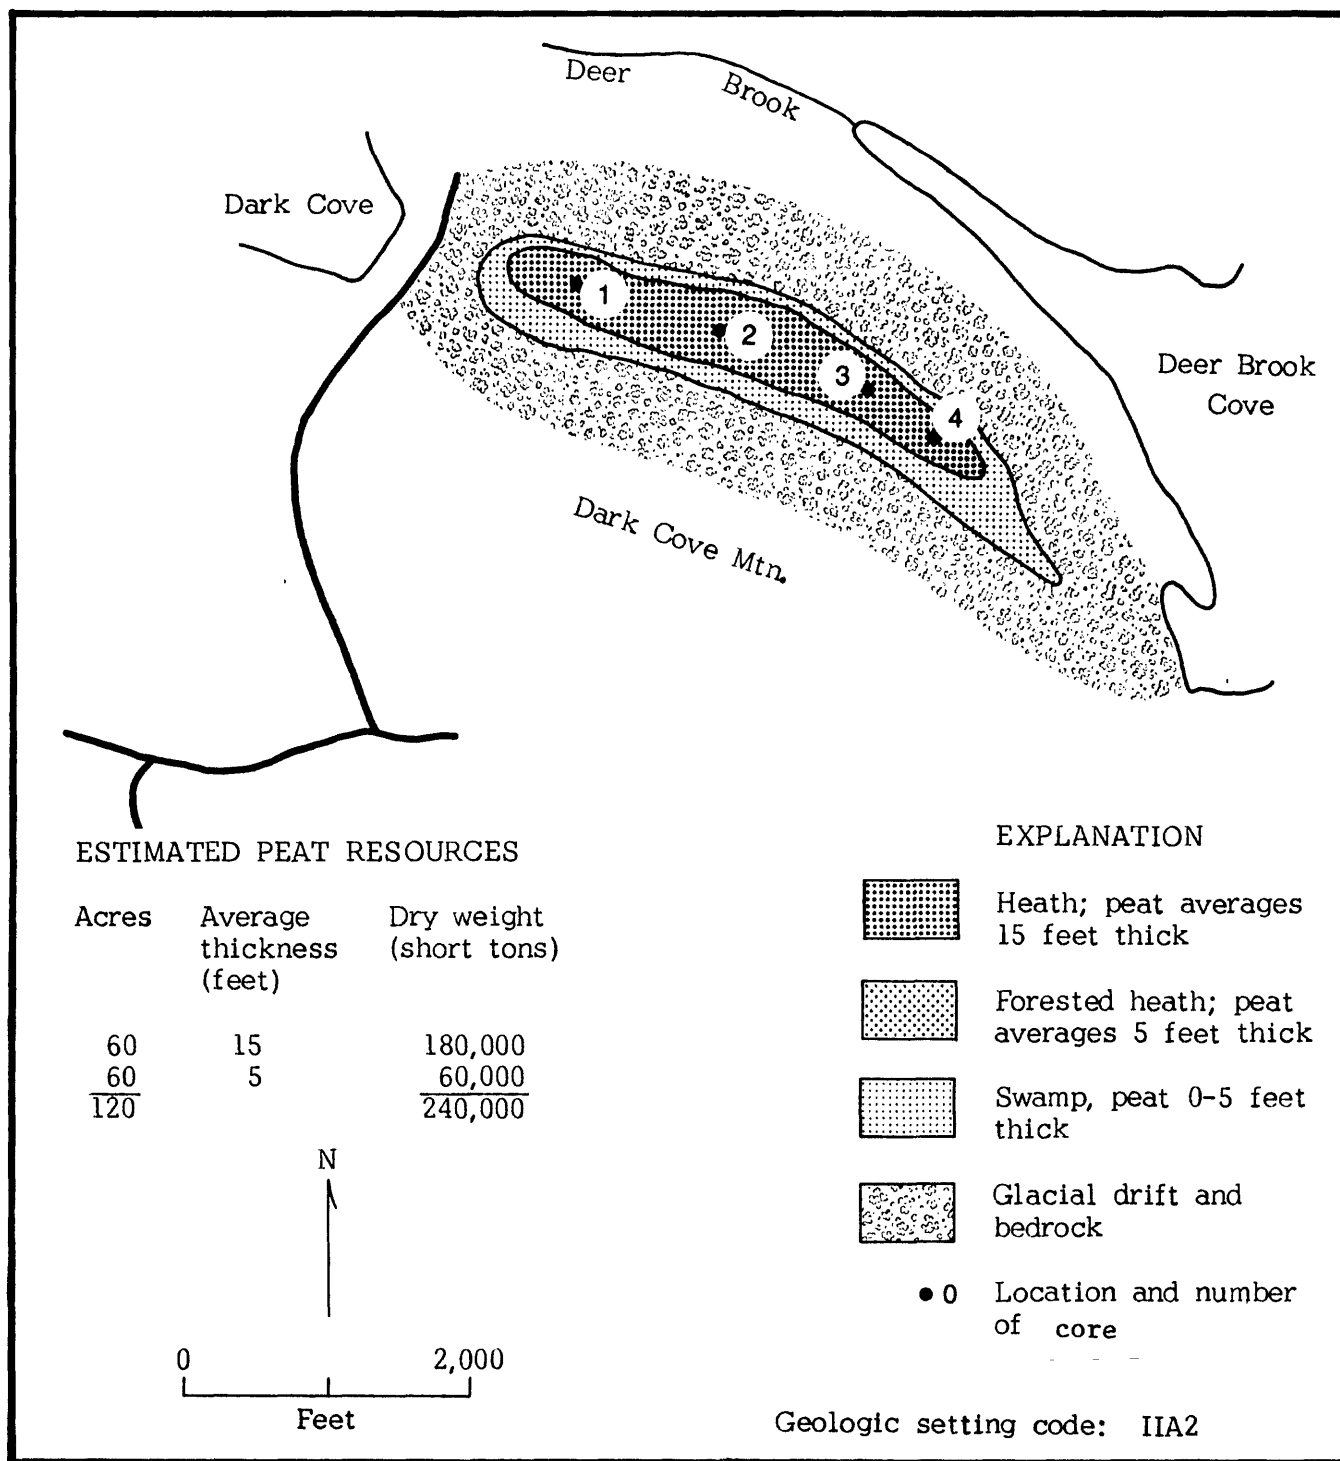 Deer Brook
Dark Cove
1
2
3
4
Deer Brook
Cove
Dark Cove Mtn.
ESTIMATED PEAT RESOURCES
Acres Average Dry weight
thickness (short tons)
(feet)
60 15 180,000
60 5 60,000
120 240,000
N
0 2,000
Feet
EXPLANATION
Heath; peat averages
15 feet thick
Forested heath; peat
averages 5 feet thick
Swamp, peat 0-5 feet
thick
Glacial drift and
bedrock
0 Location and number
of core
Geologic setting code: IIA2